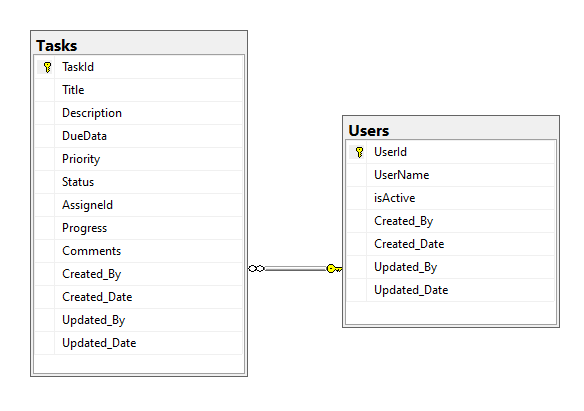 Tasks
TaskId
Title
Description
DueData
Priority
Status
AssigneId
Progress
Comments
Created_By
Created_Date
Updated_By
Updated_Date
Users
UserId
UserName
isActive
Created_By
Created_Date
Updated_By
Updated_Date